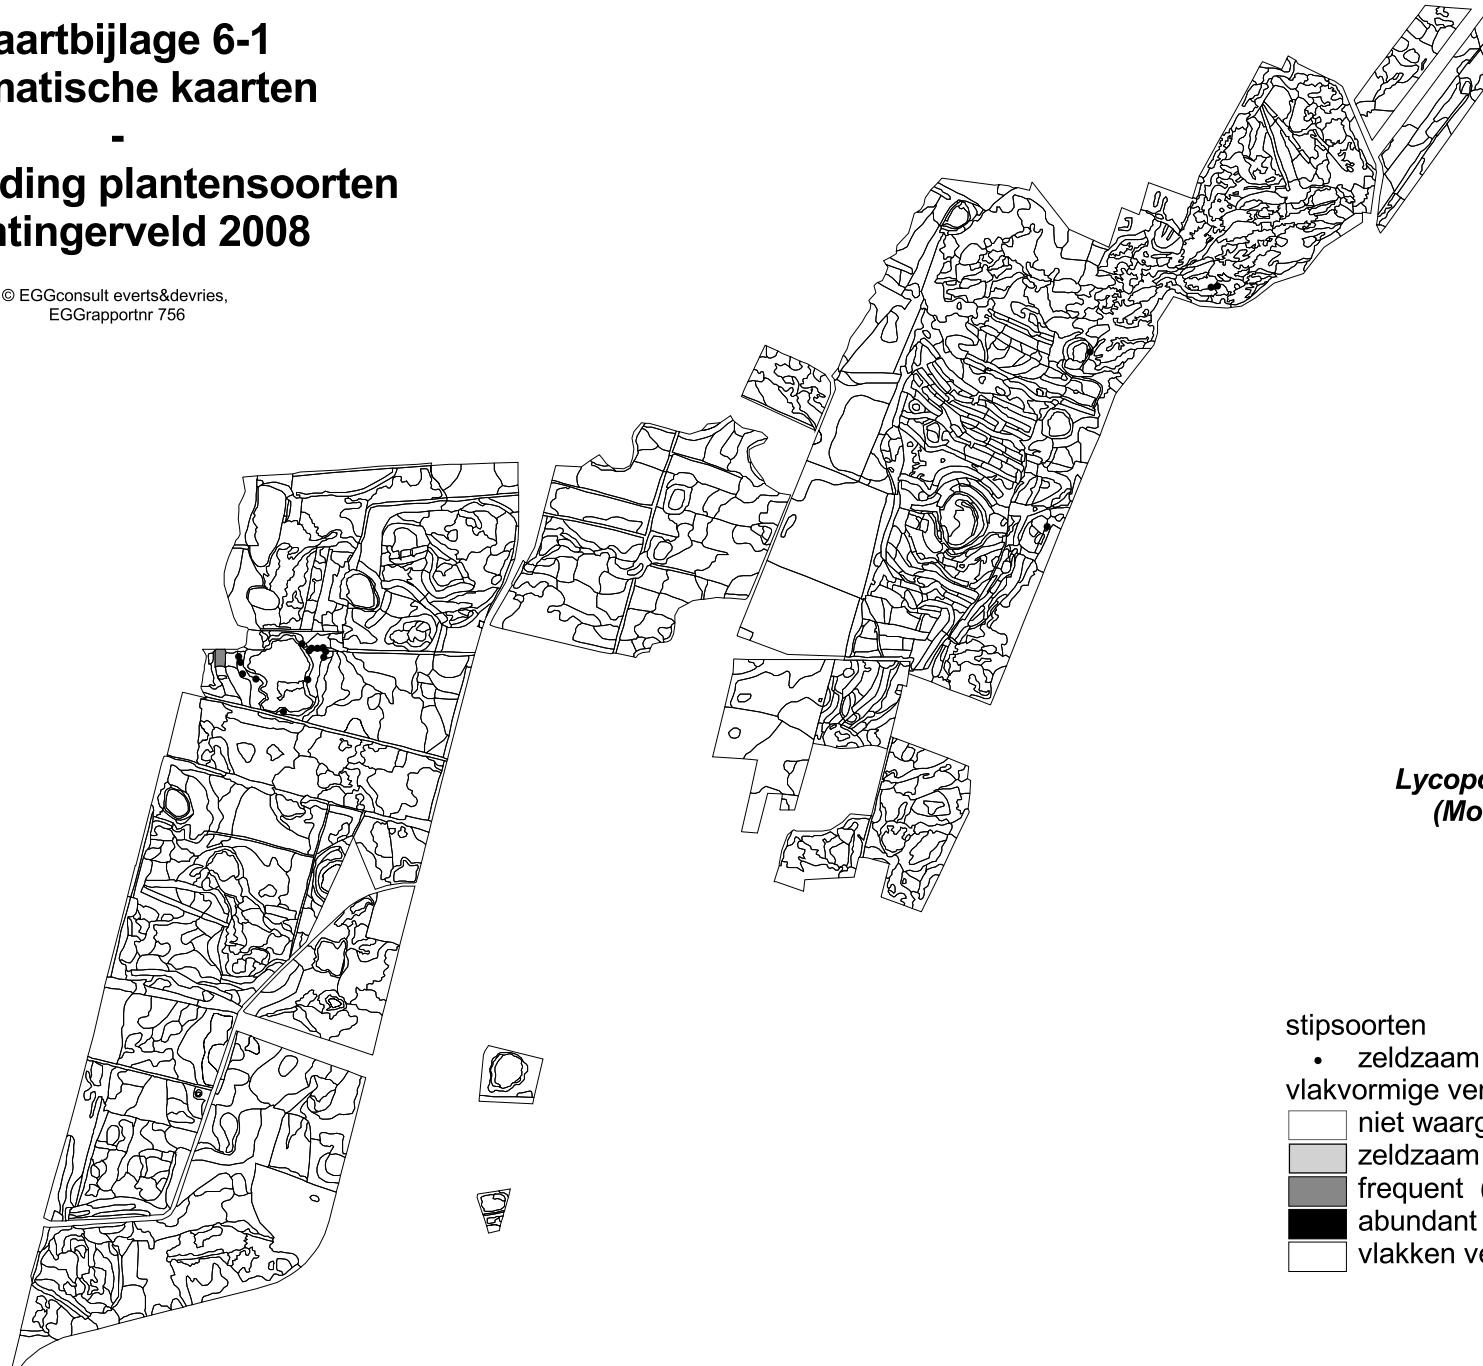 aartbijlage 6-1
matische kaarten
-
ding plantensoorten
ntingerveld 2008
© EGGconsult everts&devries,
EGGrapportnr 756
Lycopo
(Mo
stipsoorten
zeldzaam
vlakvormige ver
niet waarg
zeldzaam
frequent (
abundant
vlakken ve